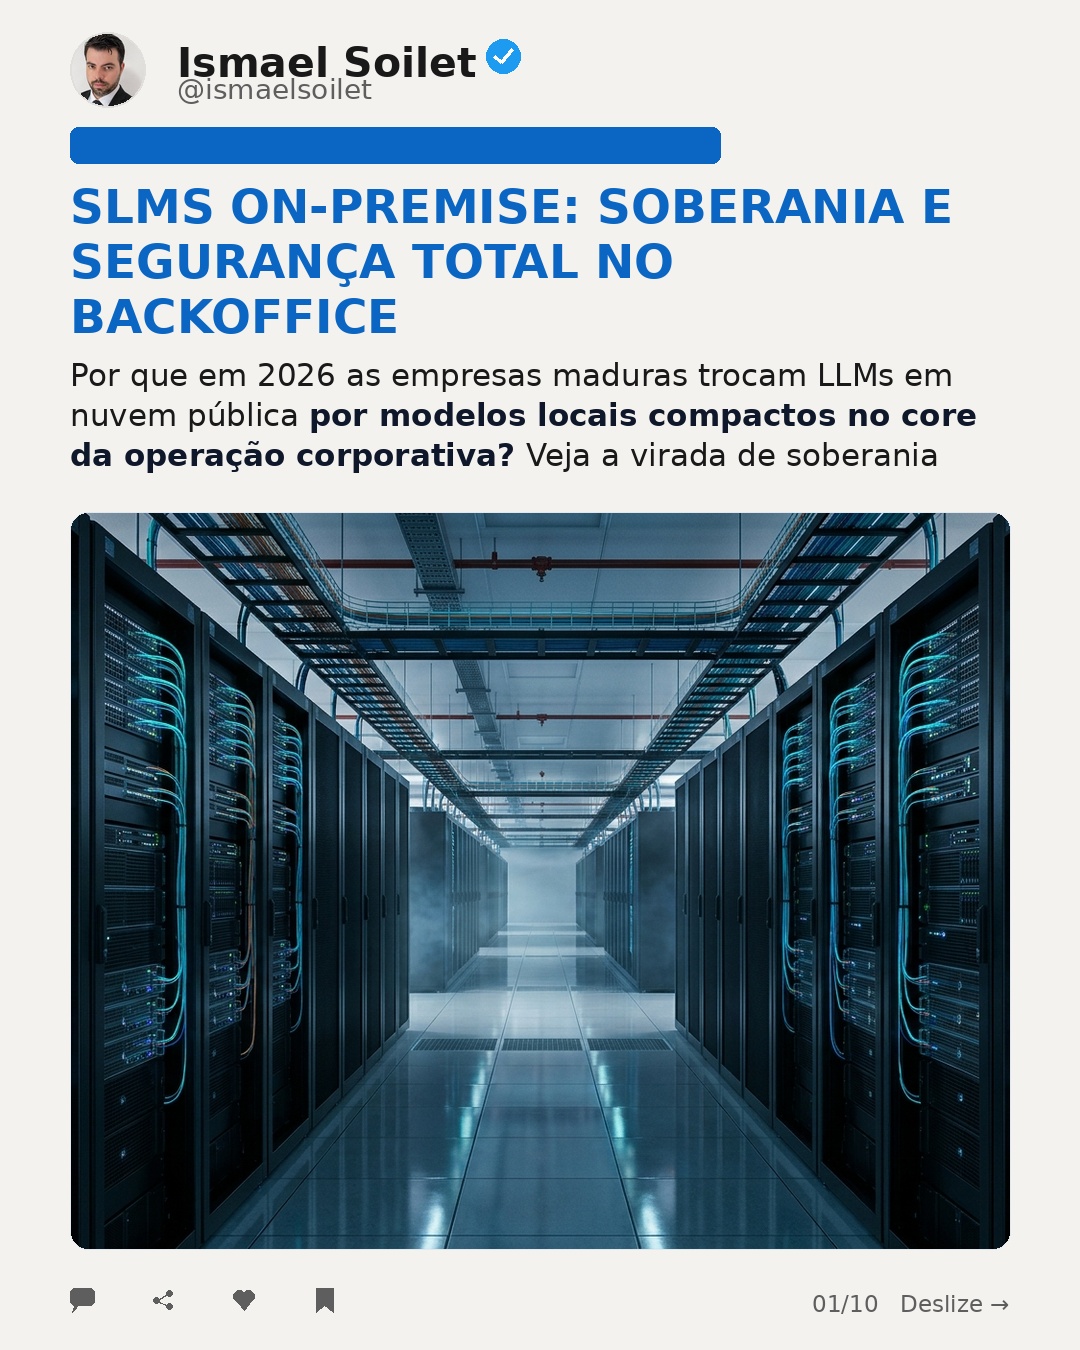 Ismael Soilet
@ismaelsoilet
SLMS ON-PREMISE: SOBERANIA E
SEGURANÇA TOTAL NO
BACKOFFICE
Por que em 2026 as empresas maduras trocam LLMs em
nuvem pública por modelos locais compactos no core
da operação corporativa? Veja a virada de soberania
01/10 Deslize →